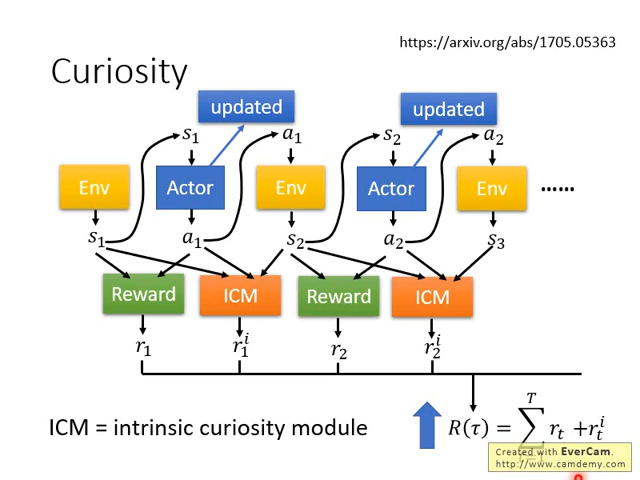 https://arxiv.org/abs/1705.05363
Curiosity
updated updated
s₁ a₁ s₂ a₂
Env Actor Env Actor Env ······
s₁ a₁ s₂ a₂ s₃
Reward ICM Reward ICM
r₁ r₁ⁱ r₂ r₂ⁱ
ICM = intrinsic curiosity module
R(τ) = ∑ᵀ rₜ + rₜⁱ
Created with EverCam.
http://www.camdemy.com